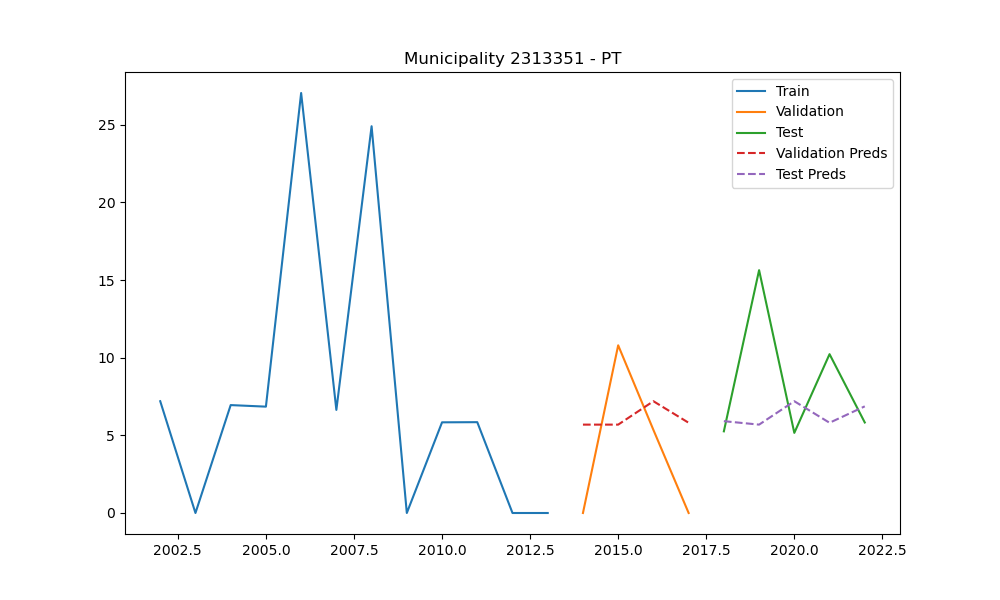 Municipality 2313351 - PT
Train
Validation
Test
Validation Preds
Test Preds
25
20
15
10
5
0
2002.5 2005.0 2007.5 2010.0 2012.5 2015.0 2017.5 2020.0 2022.5